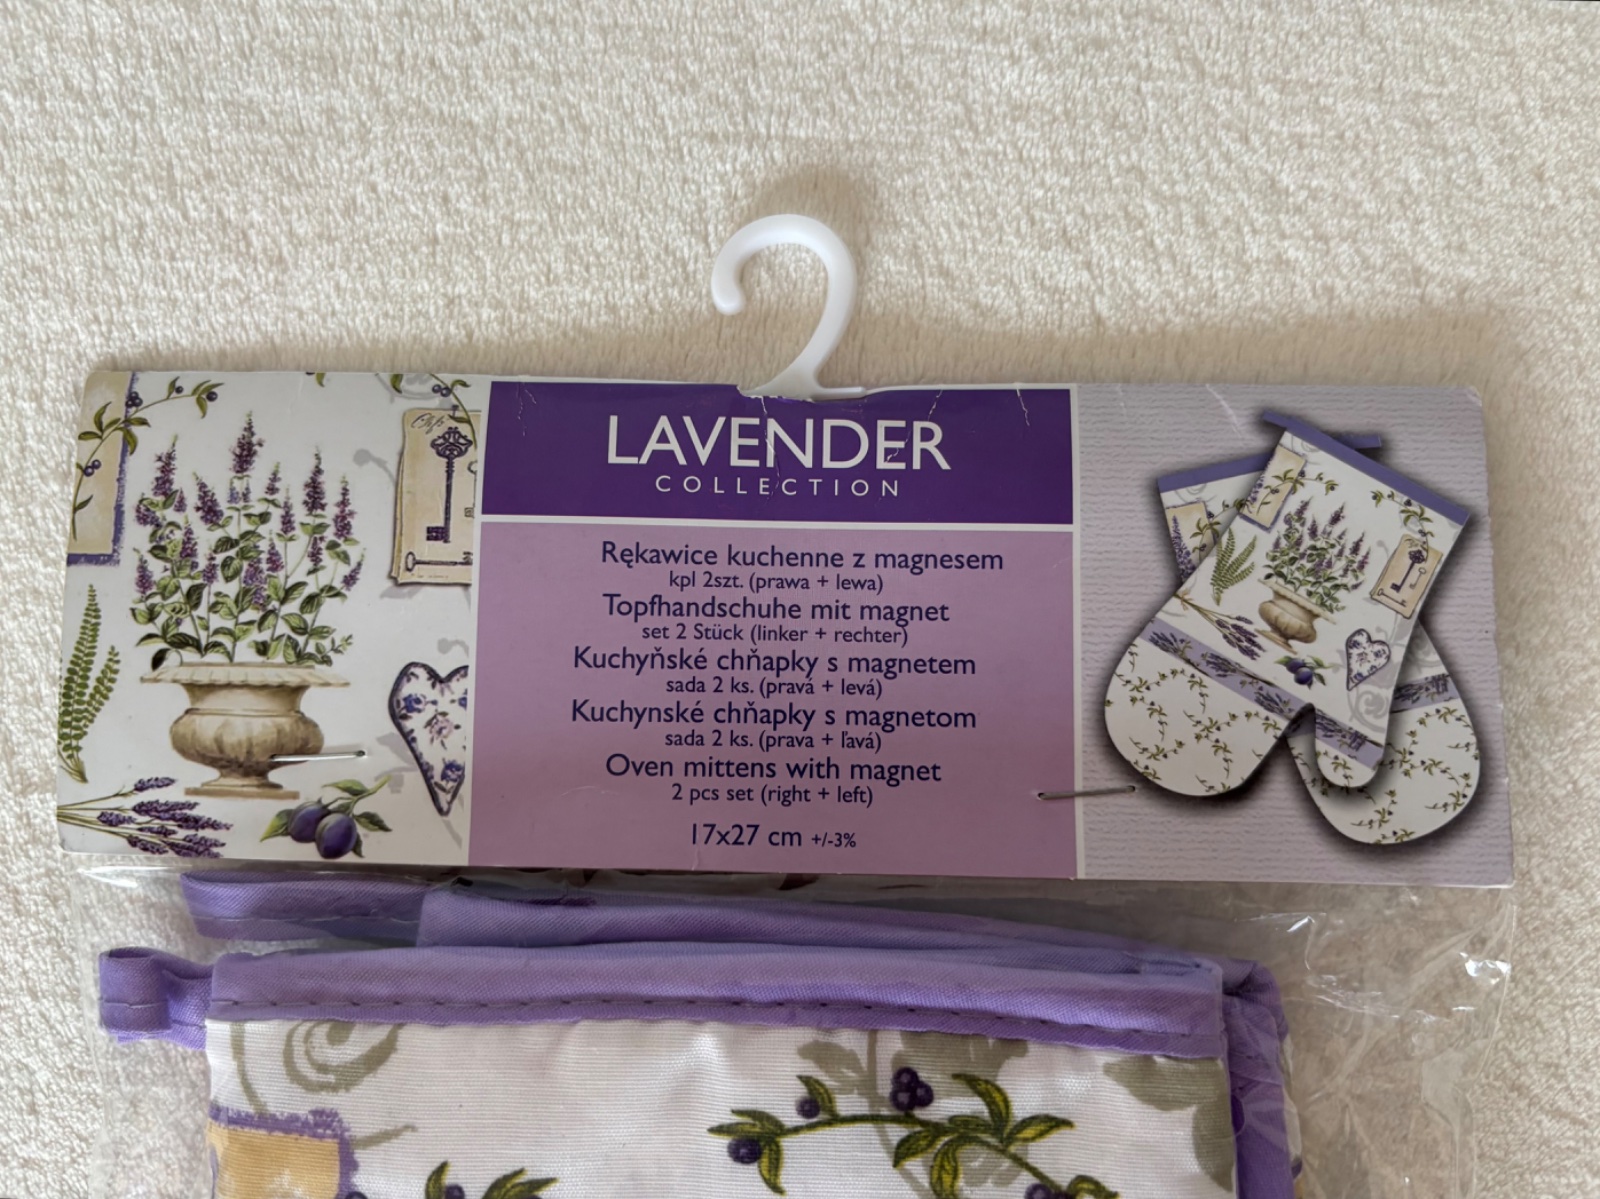 LAVENDER
COLLECTION
Rękawice kuchenne z magnesem
kpl 2szt. (prawa + lewa)
Topfhandschuhe mit magnet
set 2 Stück (linker + rechter)
Kuchyňské chňapky s magnetem
sada 2 ks. (pravá + levá)
Kuchynské chňapky s magnetom
sada 2 ks. (prava + ľavá)
Oven mittens with magnet
2 pcs set (right + left)
17x27 cm +/-3%